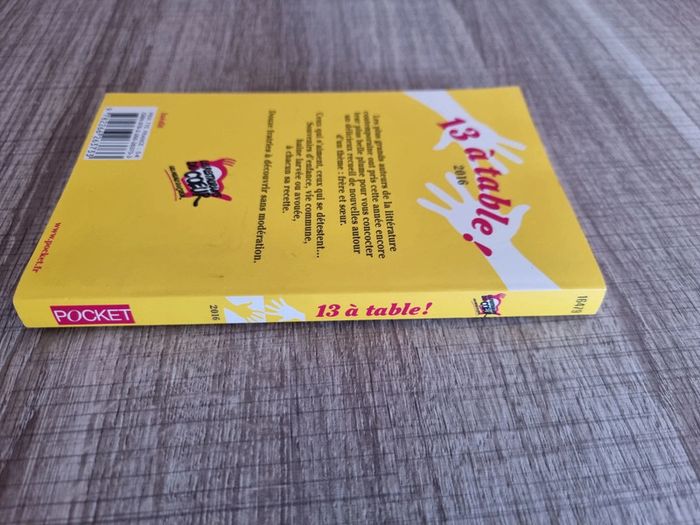 13 à table!
2016
Les plus grands auteurs de la littérature
contemporaine ont pris cette année encore
leur plus belle plume pour vous concocter
un délicieux recueil de nouvelles autour
d'un thème : frère et sœur.
Ceux qui s'aiment, ceux qui se détestent...
Souvenirs d'enfance, vie commune,
haine larvée ou avouée,
à chacun sa recette.
Douze fratries à découvrir sans modération.
Inédit
www.pocket.fr
POCKET
2016
13 à table!
16479